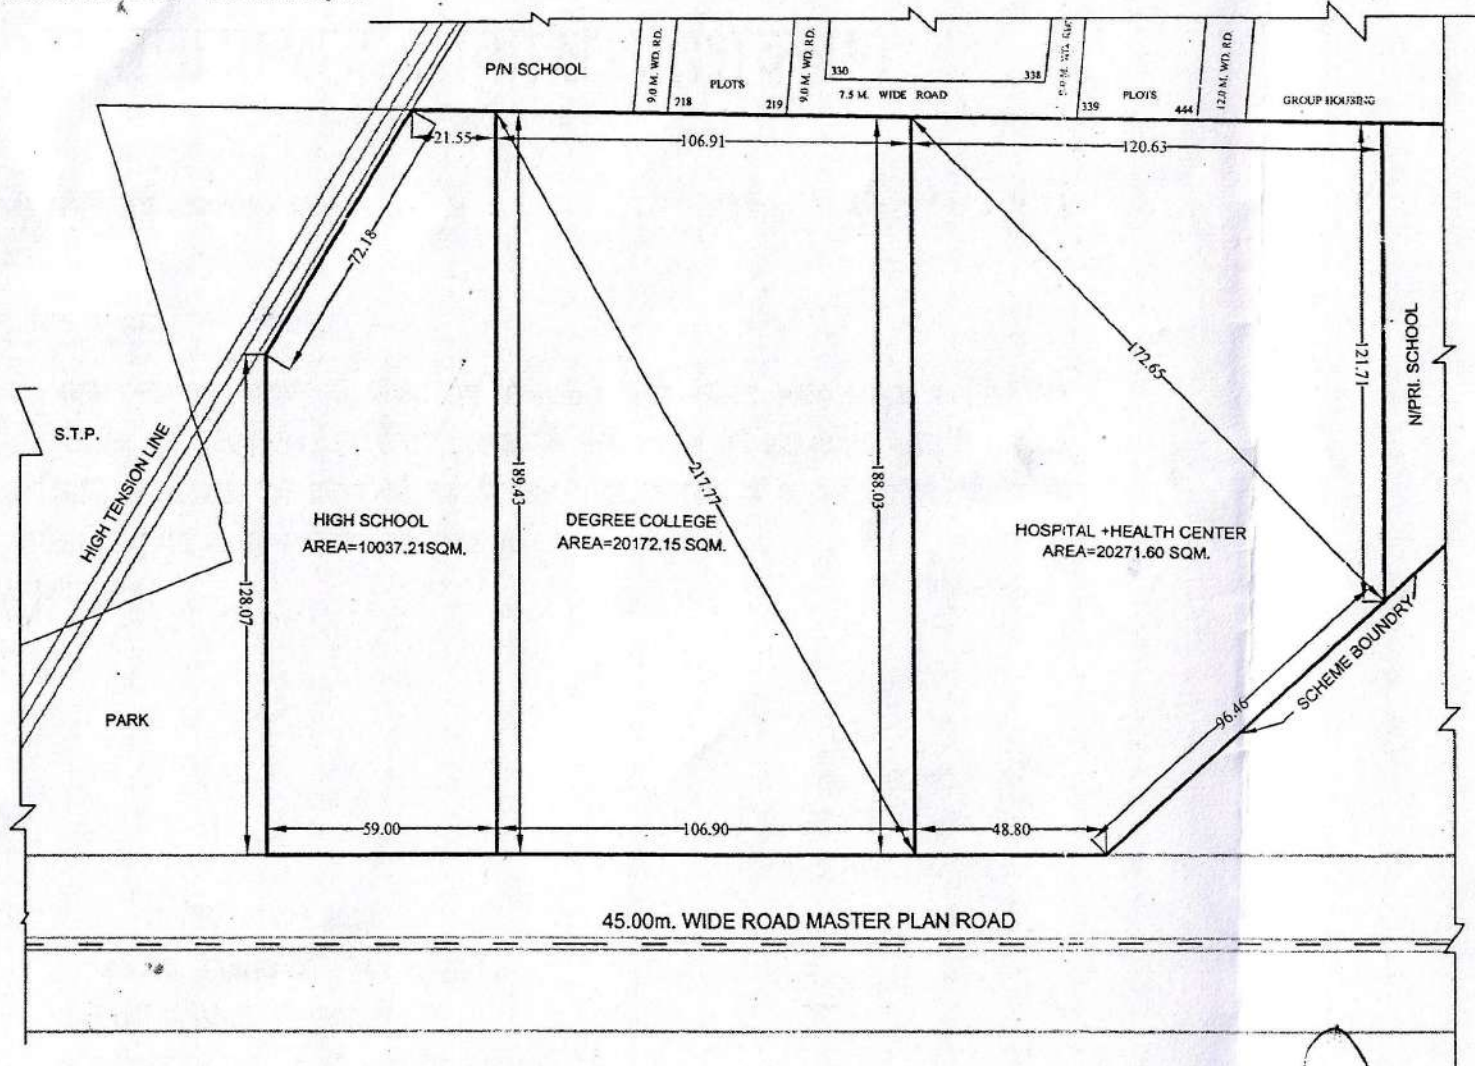 P/N SCHOOL
9.0 M. WD. RD.
PLOTS
218
219
9.0 M. WD. RD.
330
338
7.5 M. WIDE ROAD
339
PLOTS
444
12.0 M. WD. RD.
GROUP HOUSING
21.55
106.91
120.63
72.18
172.65
121.71
N/PRI. SCHOOL
S.T.P.
HIGH TENSION LINE
189.43
217.77
188.03
HIGH SCHOOL
AREA=10037.21SQM.
DEGREE COLLEGE
AREA=20172.15 SQM.
HOSPITAL +HEALTH CENTER
AREA=20271.60 SQM.
128.07
SCHEME BOUNDRY
96.46
PARK
59.00
106.90
48.80
45.00m. WIDE ROAD MASTER PLAN ROAD